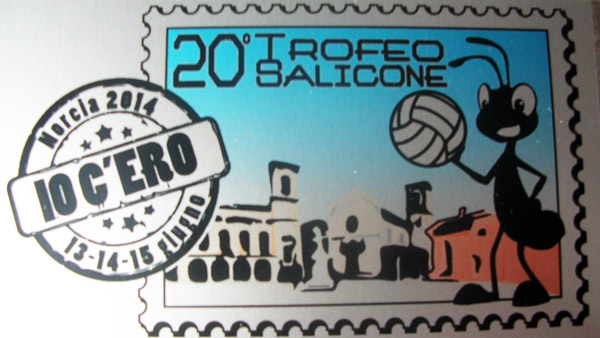 20° TROFEO
SALICONE
Norcia 2014
IO C'ERO
13-14-15 Giugno